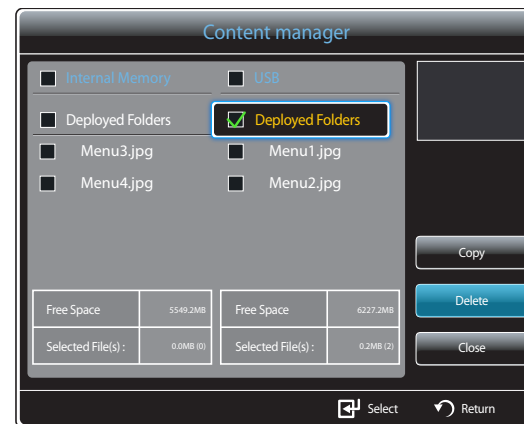 Content manager
Internal Memory
USB
Deployed Folders
Deployed Folders
Menu3.jpg
Menu1.jpg
Menu4.jpg
Menu2.jpg
Copy
Free Space 5549.2MB
Free Space 6227.2MB
Delete
Selected File(s) : 0.0MB (0)
Selected File(s) : 0.2MB (2)
Close
Select
Return